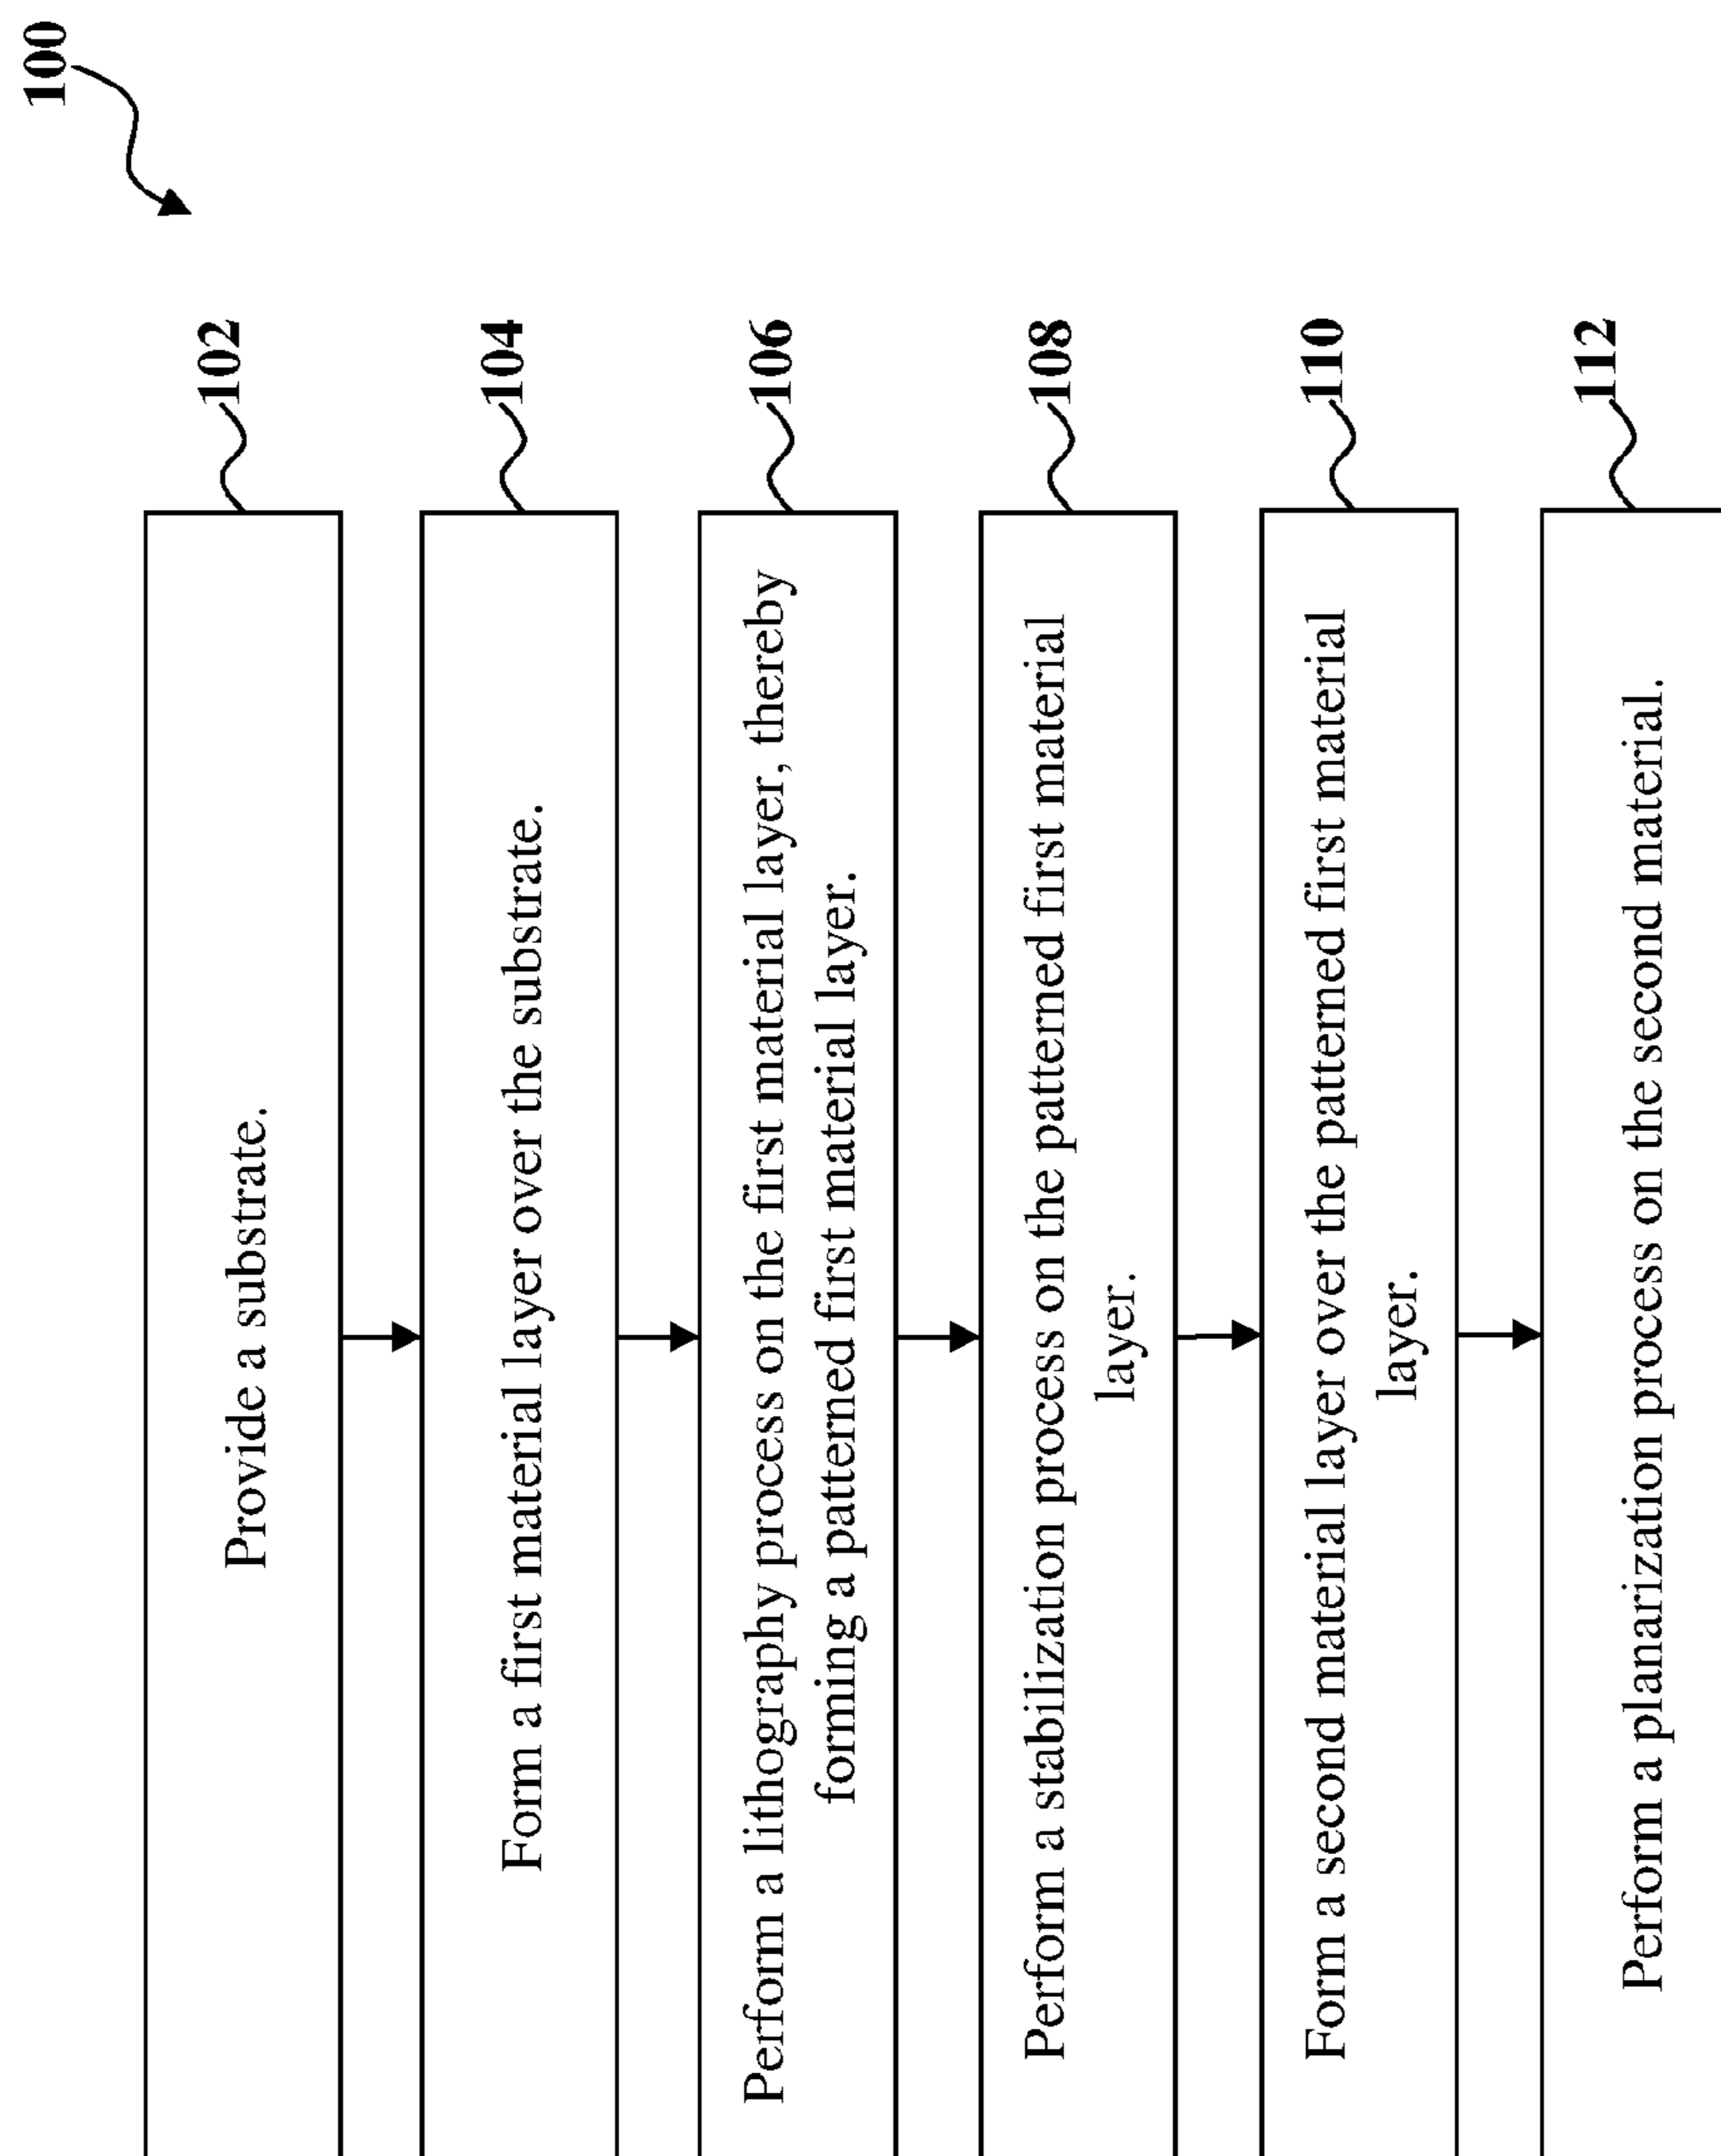 100
Provide a substrate.
102
Form a first material layer over the substrate.
104
Perform a lithography process on the first material layer, thereby
forming a patterned first material layer.
106
Perform a stabilization process on the patterned first material
layer.
108
Form a second material layer over the patterned first material
layer.
110
Perform a planarization process on the second material.
112